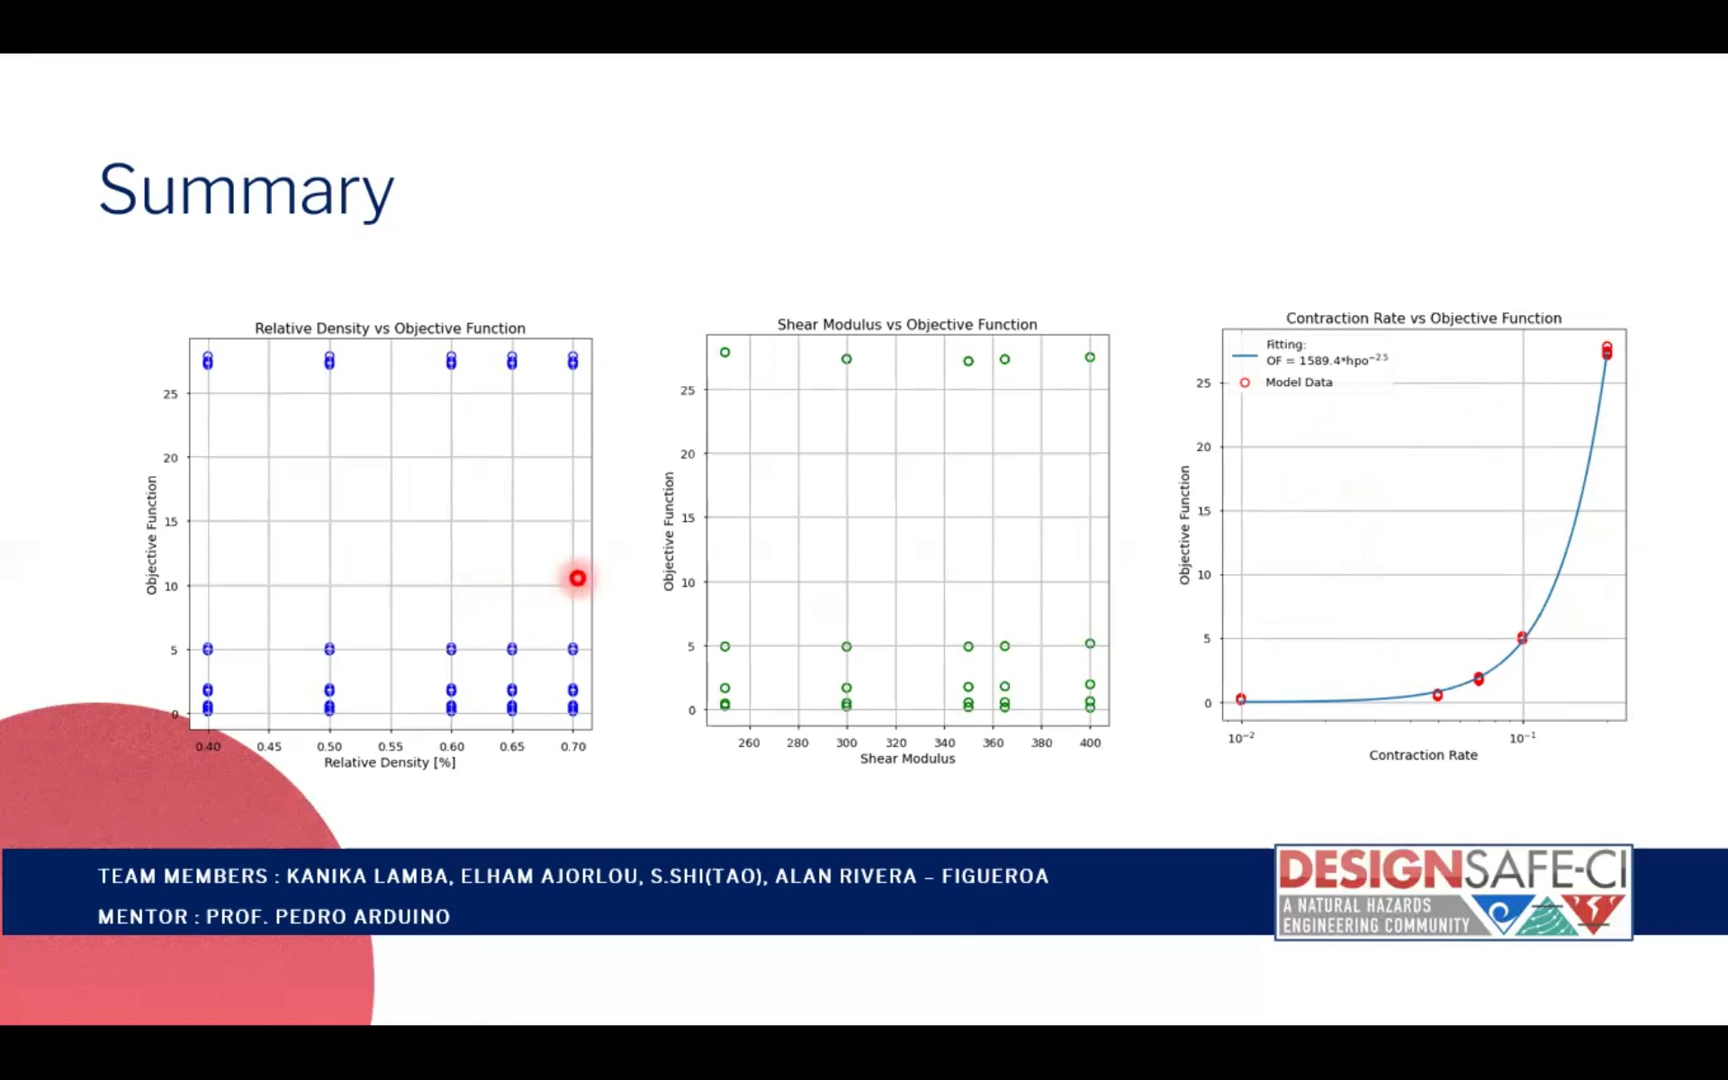 Summary
Relative Density vs Objective Function
Objective Function
25
20
15
10
5
0
0.40 0.45 0.50 0.55 0.60 0.65 0.70
Relative Density [%]
Shear Modulus vs Objective Function
Objective Function
25
20
15
10
5
0
260 280 300 320 340 360 380 400
Shear Modulus
Contraction Rate vs Objective Function
Fitting:
OF = 1589.4*hpo⁻²·⁵
Model Data
Objective Function
25
20
15
10
5
0
10⁻² 10⁻¹
Contraction Rate
TEAM MEMBERS : KANIKA LAMBA, ELHAM AJORLOU, S.SHI(TAO), ALAN RIVERA – FIGUEROA
MENTOR : PROF. PEDRO ARDUINO
DESIGNSAFE-CI
A NATURAL HAZARDS
ENGINEERING COMMUNITY